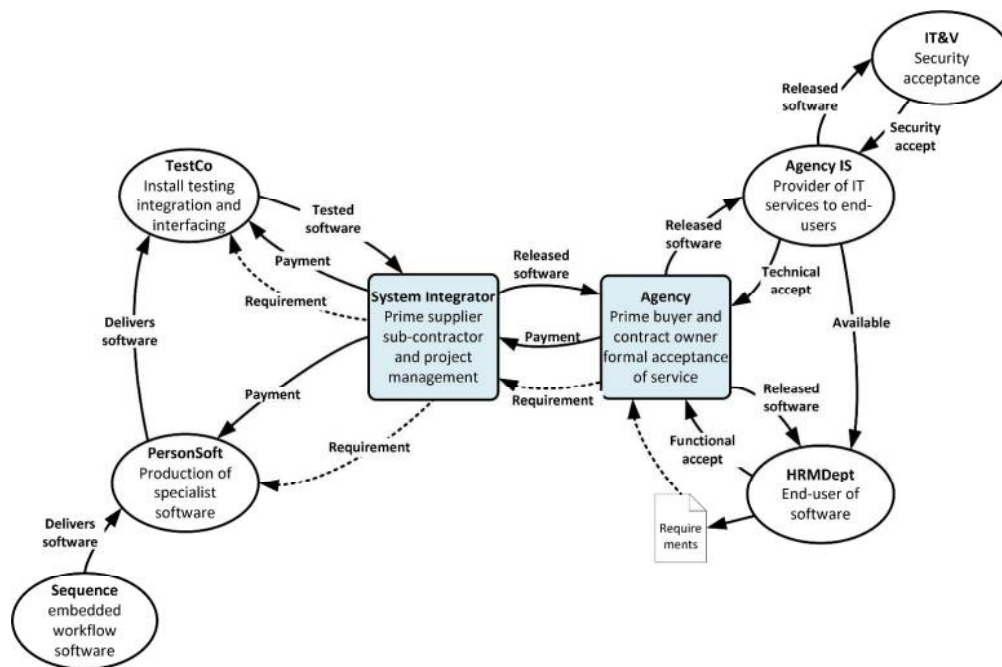 IT&V
Security
acceptance
Released
software
Security
accept
Agency IS
Provider of IT
services to end-
users
TestCo
Install testing
integration and
interfacing
Tested
software
Released
software
Payment
Released
software
Technical
accept
System Integrator
Prime supplier
sub-contractor
and project
management
Agency
Prime buyer and
contract owner
formal acceptance
of service
Requirement
Delivers
software
Payment
Available
Payment
Requirement
Released
software
Requirement
Functional
accept
PersonSoft
Production of
specialist
software
HRMDept
End-user of
software
Require
ments
Delivers
software
Sequence
embedded
workflow
software